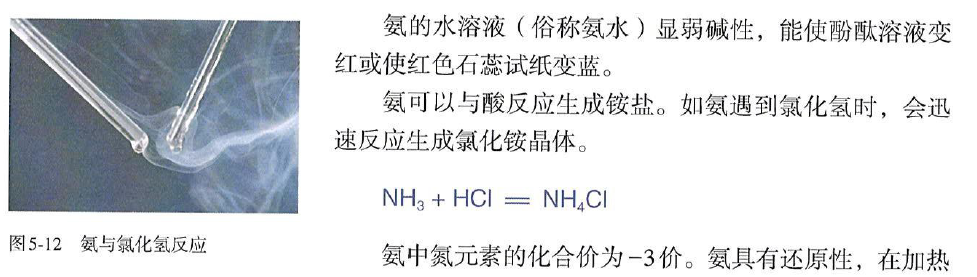 氨的水溶液（俗称氨水）显弱碱性，能使酚酞溶液变
红或使红色石蕊试纸变蓝。
氨可以与酸反应生成铵盐。如氨遇到氯化氢时，会迅
速反应生成氯化铵晶体。
NH₃ + HCl ═ NH₄Cl
图5-12　氨与氯化氢反应
氨中氮元素的化合价为-3价。氨具有还原性，在加热